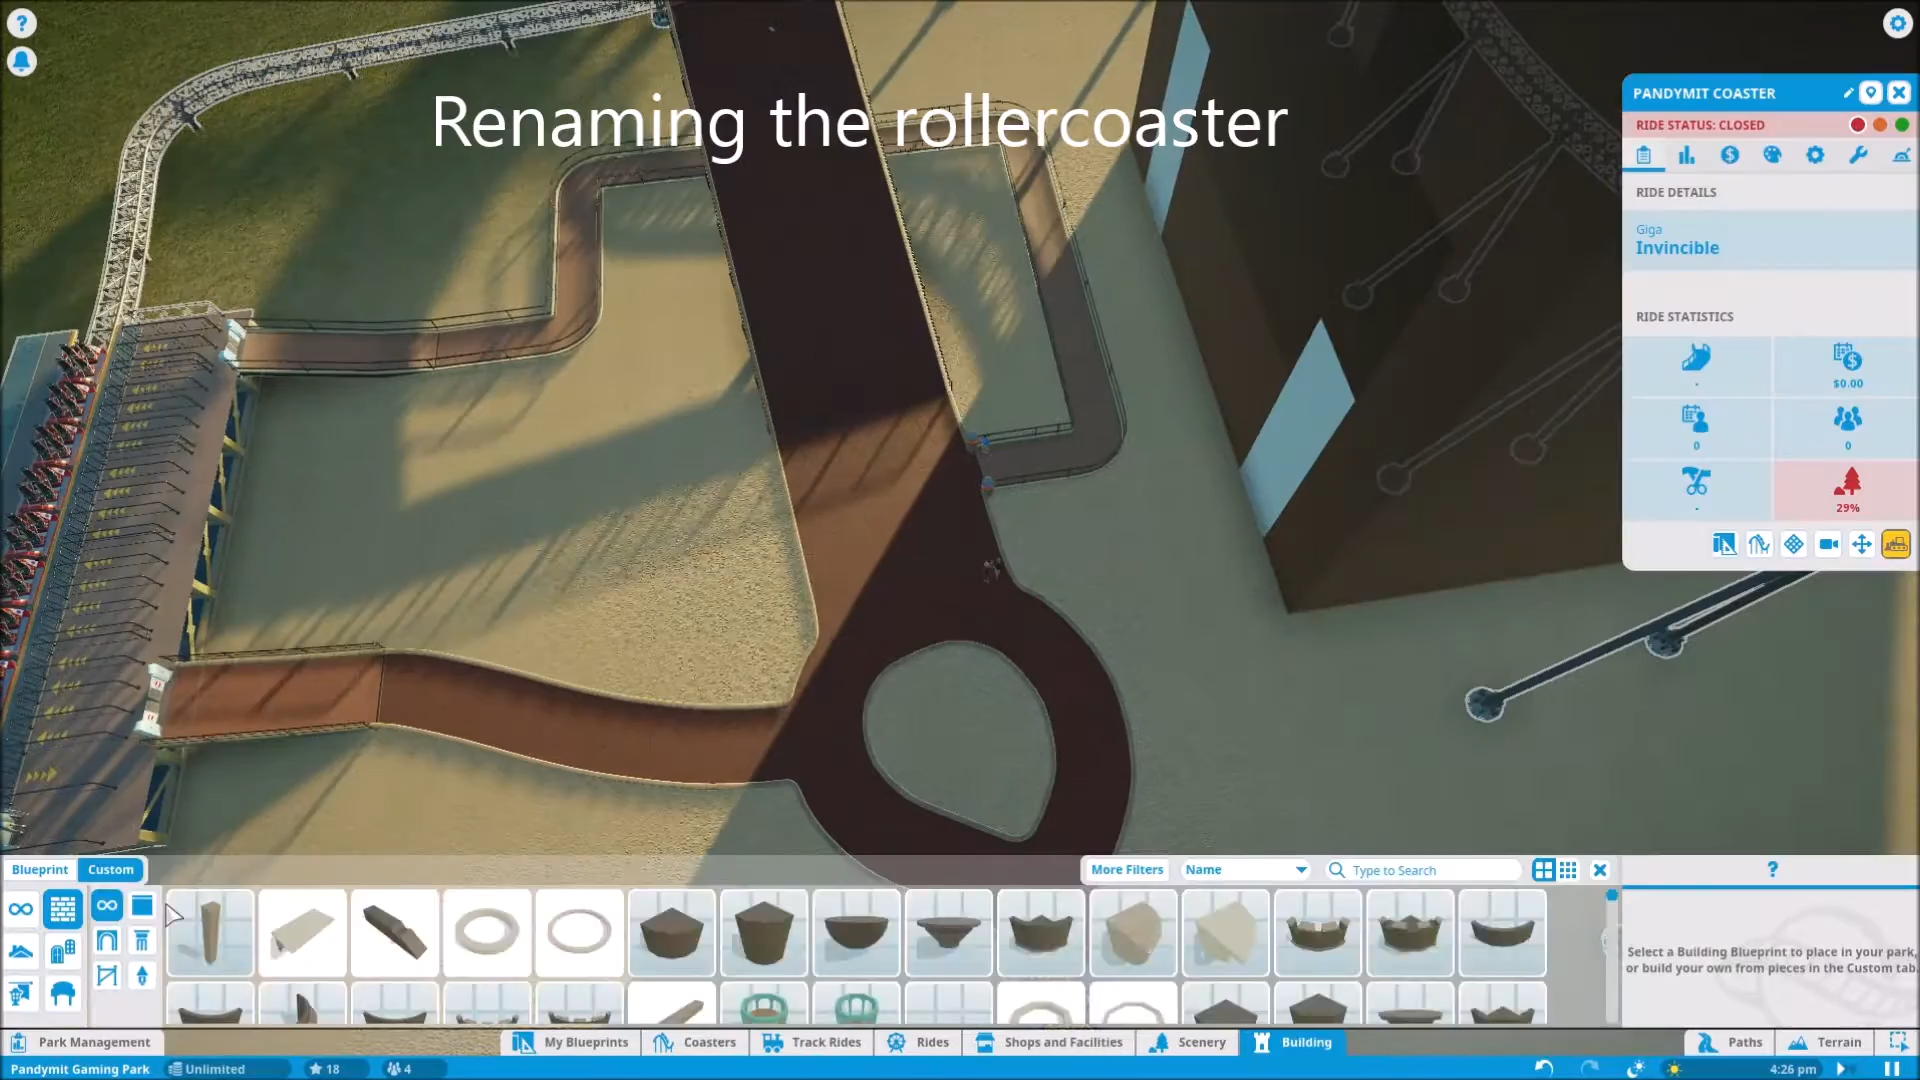 Renaming the rollercoaster
PANDYMIT COASTER
RIDE STATUS: CLOSED
RIDE DETAILS
Giga
Invincible
RIDE STATISTICS
-
$0.00
0
0
-
29%
Blueprint
Custom
More Filters
Name
Type to Search
?
Select a Building Blueprint to place in your park,
or build your own from pieces in the Custom tab.
Park Management
My Blueprints
Coasters
Track Rides
Rides
Shops and Facilities
Scenery
Building
Paths
Terrain
Pandymit Gaming Park
Unlimited
18
4
4:26 pm